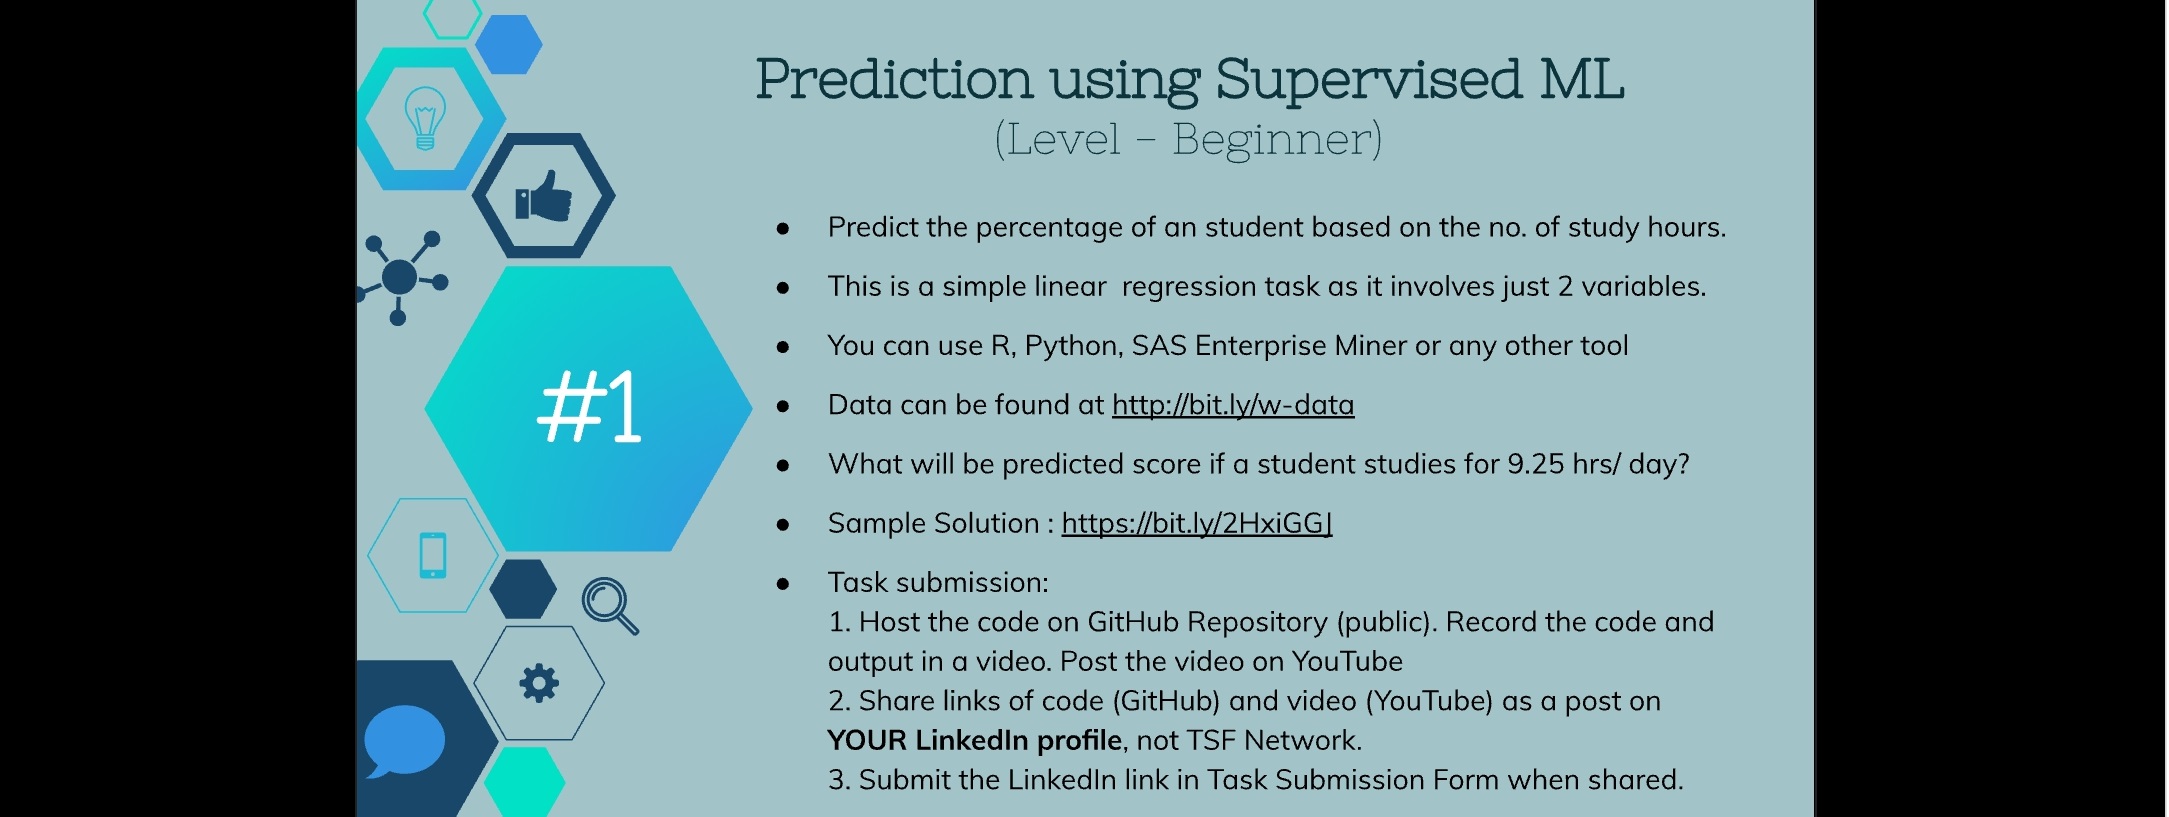 Prediction using Supervised ML
(Level – Beginner)
#1
● Predict the percentage of an student based on the no. of study hours.
● This is a simple linear  regression task as it involves just 2 variables.
● You can use R, Python, SAS Enterprise Miner or any other tool
● Data can be found at http://bit.ly/w-data
● What will be predicted score if a student studies for 9.25 hrs/ day?
● Sample Solution : https://bit.ly/2HxiGGJ
● Task submission:
1. Host the code on GitHub Repository (public). Record the code and
output in a video. Post the video on YouTube
2. Share links of code (GitHub) and video (YouTube) as a post on
YOUR LinkedIn profile, not TSF Network.
3. Submit the LinkedIn link in Task Submission Form when shared.